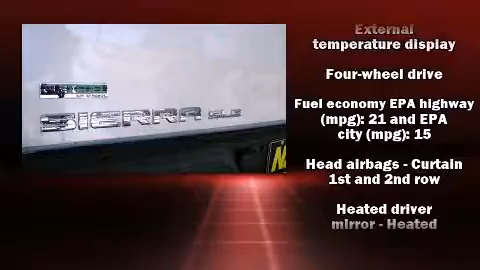 SIERRA SLE
External
temperature display
Four-wheel drive
Fuel economy EPA highway
(mpg): 21 and EPA
city (mpg): 15
Head airbags - Curtain
1st and 2nd row
Heated driver
mirror - Heated